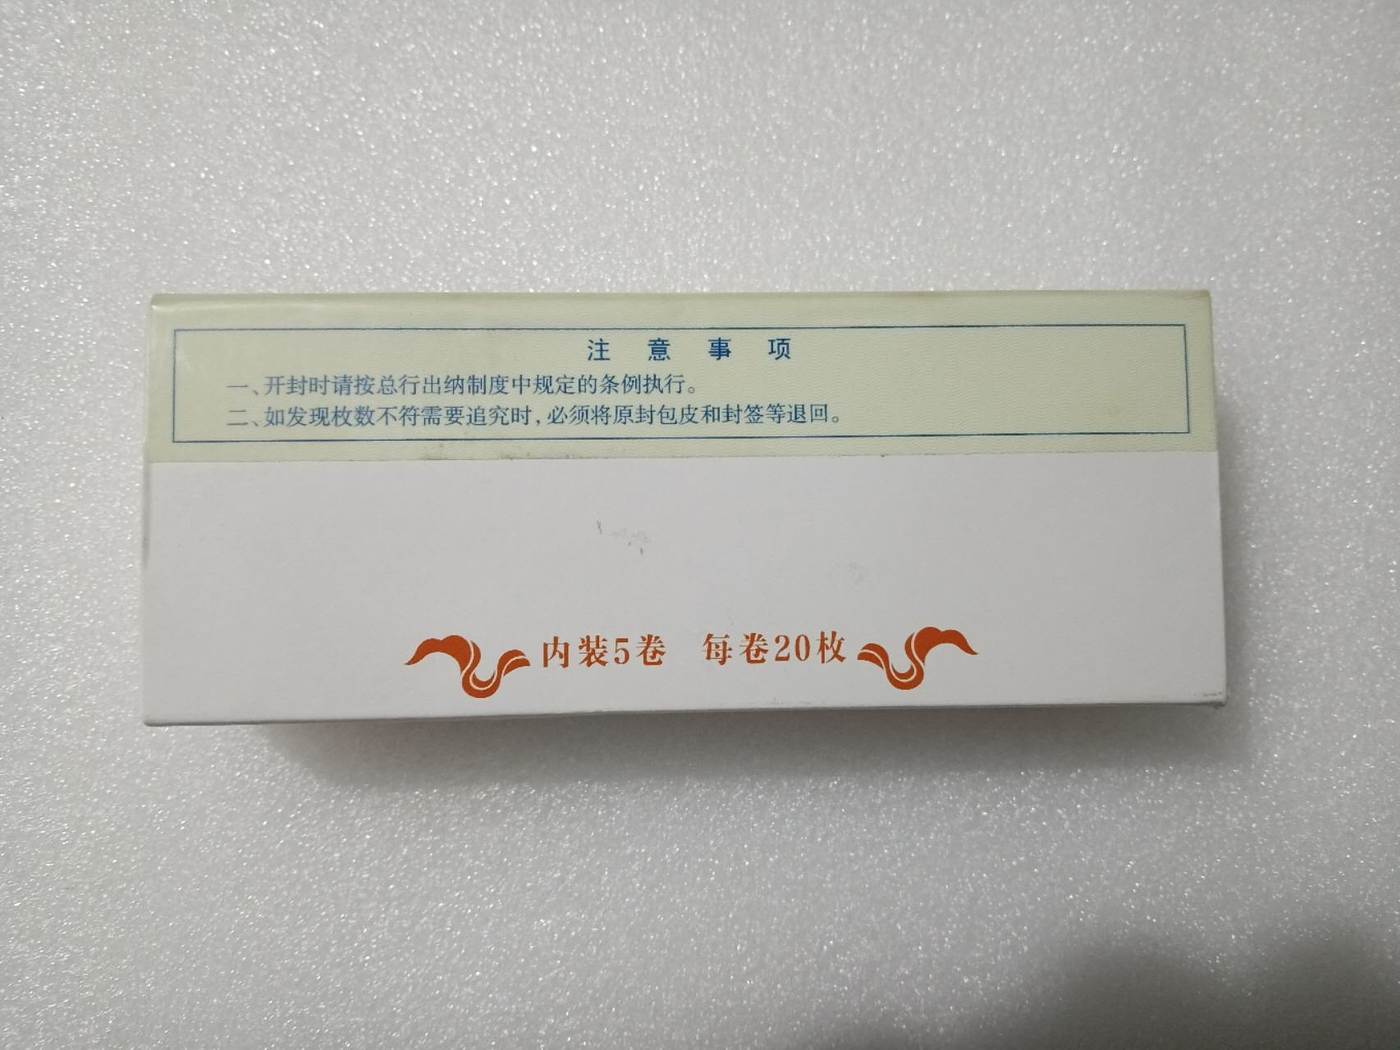 注意事项
一、开封时请按总行出纳制度中规定的条例执行。
二、如发现枚数不符需要追究时,必须将原封包皮和封签等退回。
内装5卷 每卷20枚